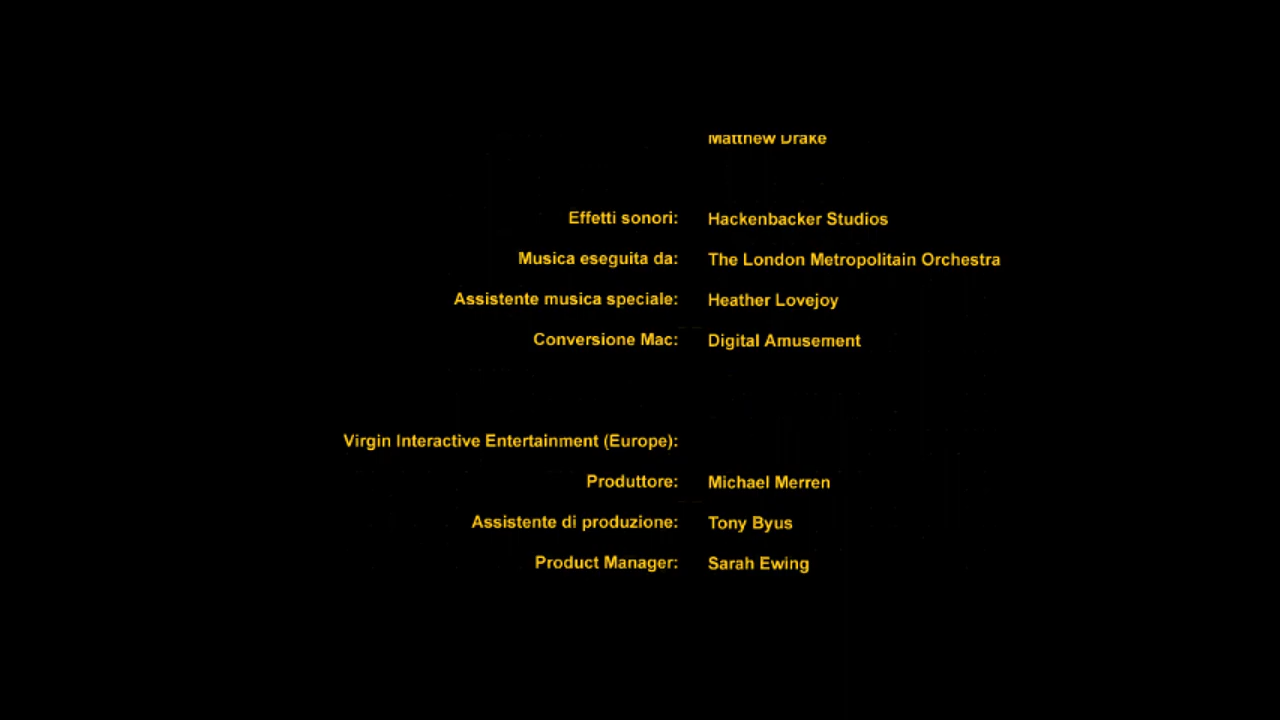 Matthew Drake
Effetti sonori: Hackenbacker Studios
Musica eseguita da: The London Metropolitain Orchestra
Assistente musica speciale: Heather Lovejoy
Conversione Mac: Digital Amusement
Virgin Interactive Entertainment (Europe):
Produttore: Michael Merren
Assistente di produzione: Tony Byus
Product Manager: Sarah Ewing